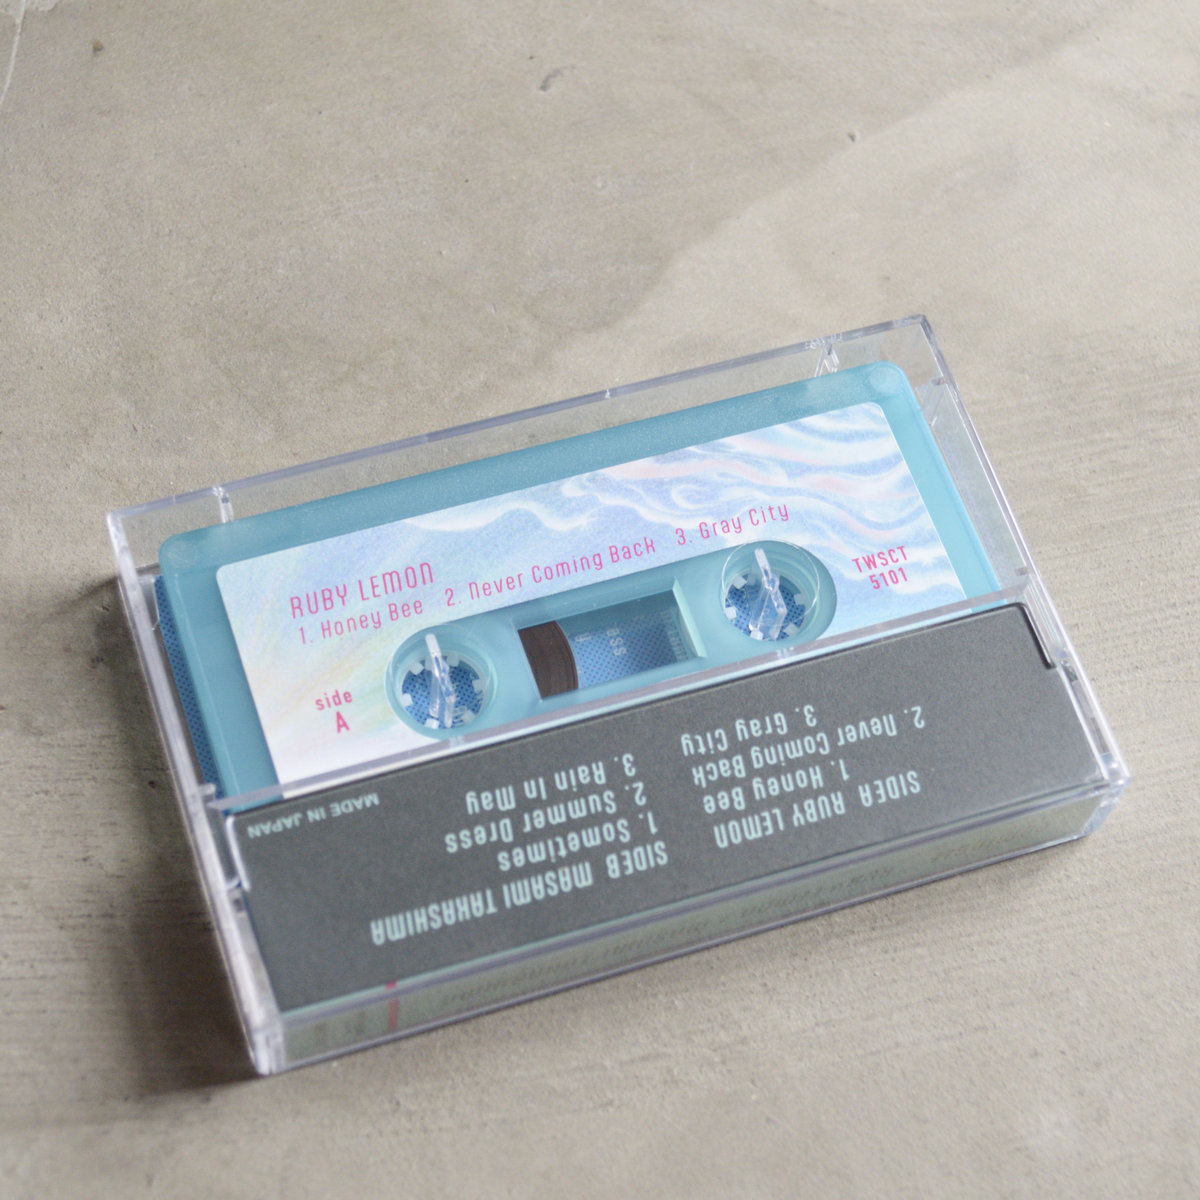 RUBY LEMON
1. Honey Bee 2. Never Coming Back 3. Gray City
side
A
TWSCT
5101
ess
SIDEA RUBY LEMON
1. Honey Bee
2. Never Coming Back
3. Gray City
SIDEB MASAMI TAKASHIMA
1. Sometimes
2. Summer Dress
3. Rain In May
MADE IN JAPAN